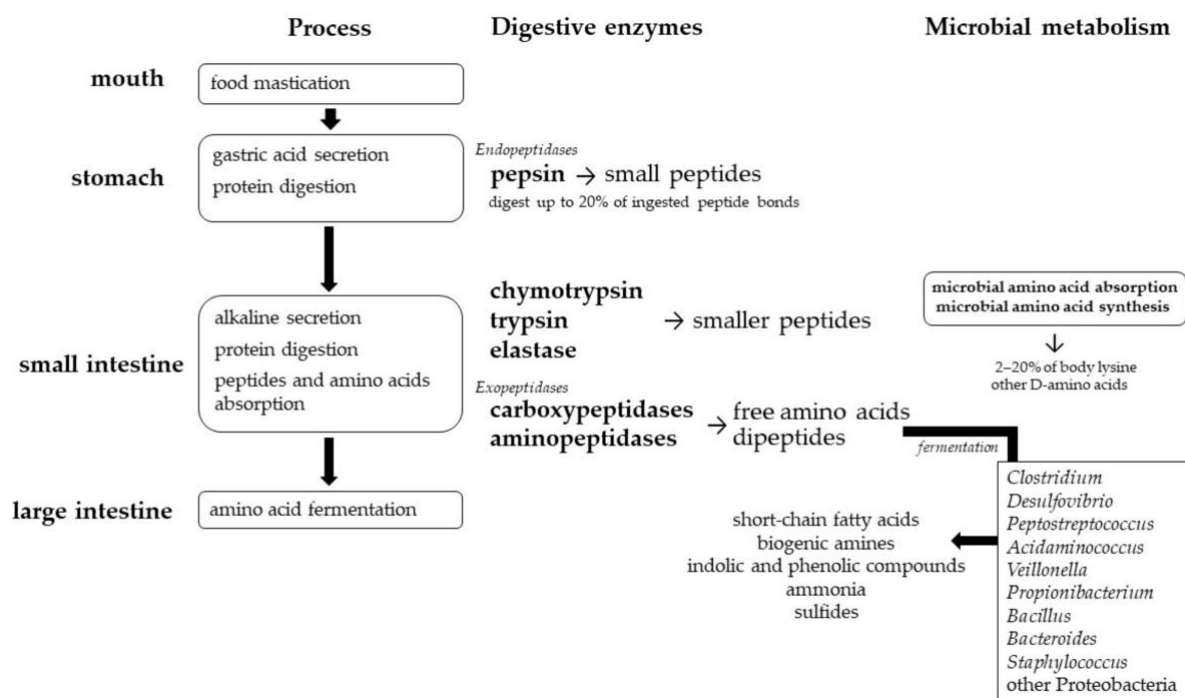 Process
Digestive enzymes
Microbial metabolism
mouth
food mastication
stomach
gastric acid secretion
protein digestion
Endopeptidases
pepsin → small peptides
digest up to 20% of ingested peptide bonds
small intestine
alkaline secretion
protein digestion
peptides and amino acids
absorption
chymotrypsin
trypsin → smaller peptides
elastase
Exopeptidases
carboxypeptidases → free amino acids
aminopeptidases dipeptides
microbial amino acid absorption
microbial amino acid synthesis
2–20% of body lysine
other D-amino acids
fermentation
large intestine
amino acid fermentation
Clostridium
Desulfovibrio
Peptostreptococcus
Acidaminococcus
Veillonella
Propionibacterium
Bacillus
Bacteroides
Staphylococcus
other Proteobacteria
short-chain fatty acids
biogenic amines
indolic and phenolic compounds
ammonia
sulfides